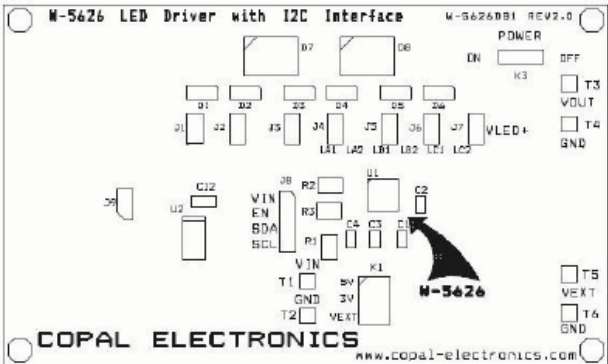 W-5626 LED Driver with I2C Interface
W-5626DB1 REV2.0
POWER
ON
OFF
K3
D7
D8
T3
VOUT
D1
D2
D3
D4
D5
D6
J1
J2
J3
J4
J5
J6
J7
VLED+
T4
GND
LA1
LA2
LB1
LB2
LC1
LC2
J9
U2
C12
J8
VIN
EN
SDA
SCL
R2
R3
R1
U1
C2
C4
C3
C1
W-5626
VIN
T1
GND
T2
K1
5V
3V
VEXT
T5
VEXT
T6
GND
COPAL ELECTRONICS
www.copal-electronics.com